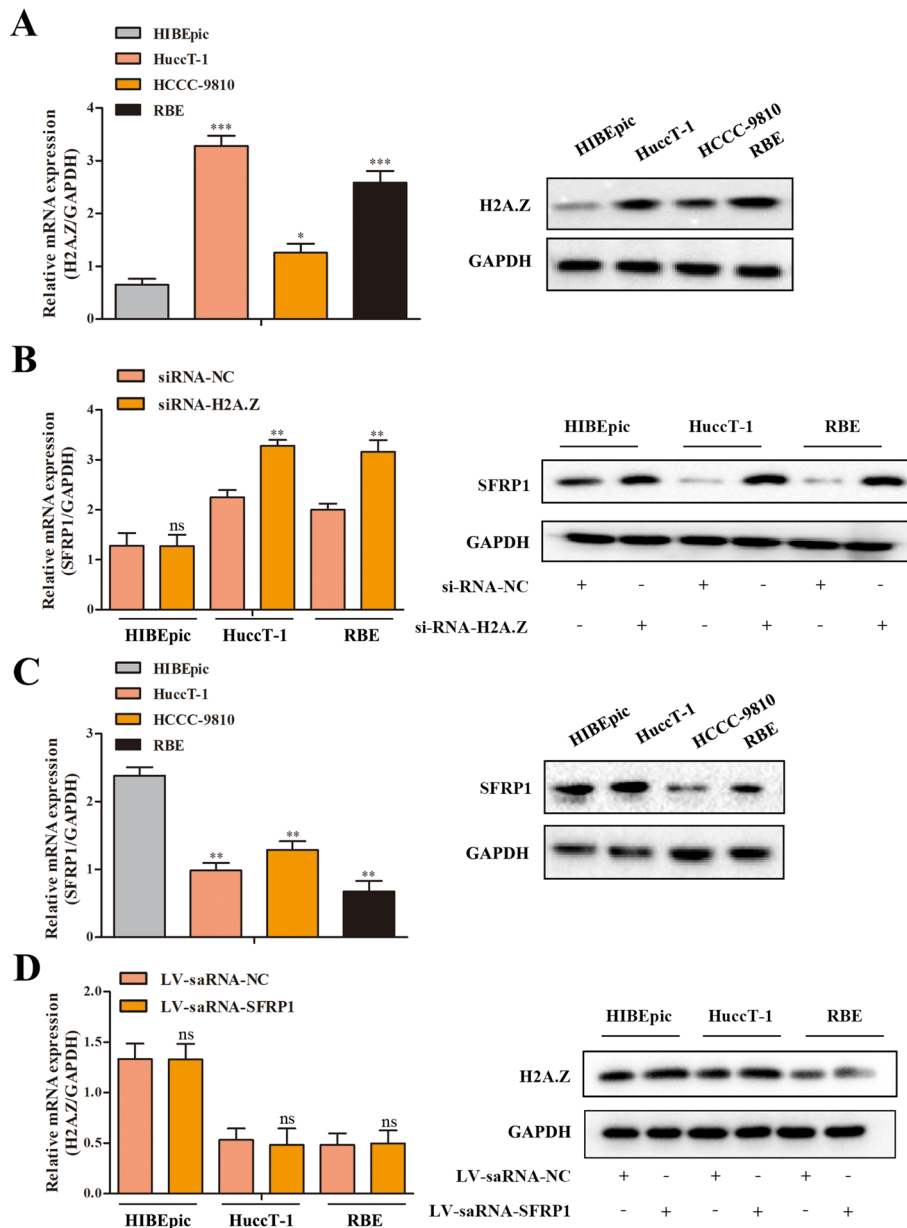 A
HIBEpic
HuccT-1
HCCC-9810
RBE
Relative mRNA expression
(H2A.Z/GAPDH)
4
3
2
1
0
***
*
***
HIBEpic
HuccT-1
HCCC-9810
RBE
H2A.Z
GAPDH
B
siRNA-NC
siRNA-H2A.Z
Relative mRNA expression
(SFRP1/GAPDH)
4
3
2
1
0
ns
**
**
HIBEpic HuccT-1 RBE
HIBEpic HuccT-1 RBE
SFRP1
GAPDH
si-RNA-NC + - + - + -
si-RNA-H2A.Z - + - + - +
C
HIBEpic
HuccT-1
HCCC-9810
RBE
Relative mRNA expression
(SFRP1/GAPDH)
3
2
1
0
**
**
**
HIBEpic
HuccT-1
HCCC-9810
RBE
SFRP1
GAPDH
D
LV-saRNA-NC
LV-saRNA-SFRP1
Relative mRNA expression
(H2A.Z/GAPDH)
2.0
1.5
1.0
0.5
0.0
ns
ns
ns
HIBEpic HuccT-1 RBE
HIBEpic HuccT-1 RBE
H2A.Z
GAPDH
LV-saRNA-NC + - + - + -
LV-saRNA-SFRP1 - + - + - +